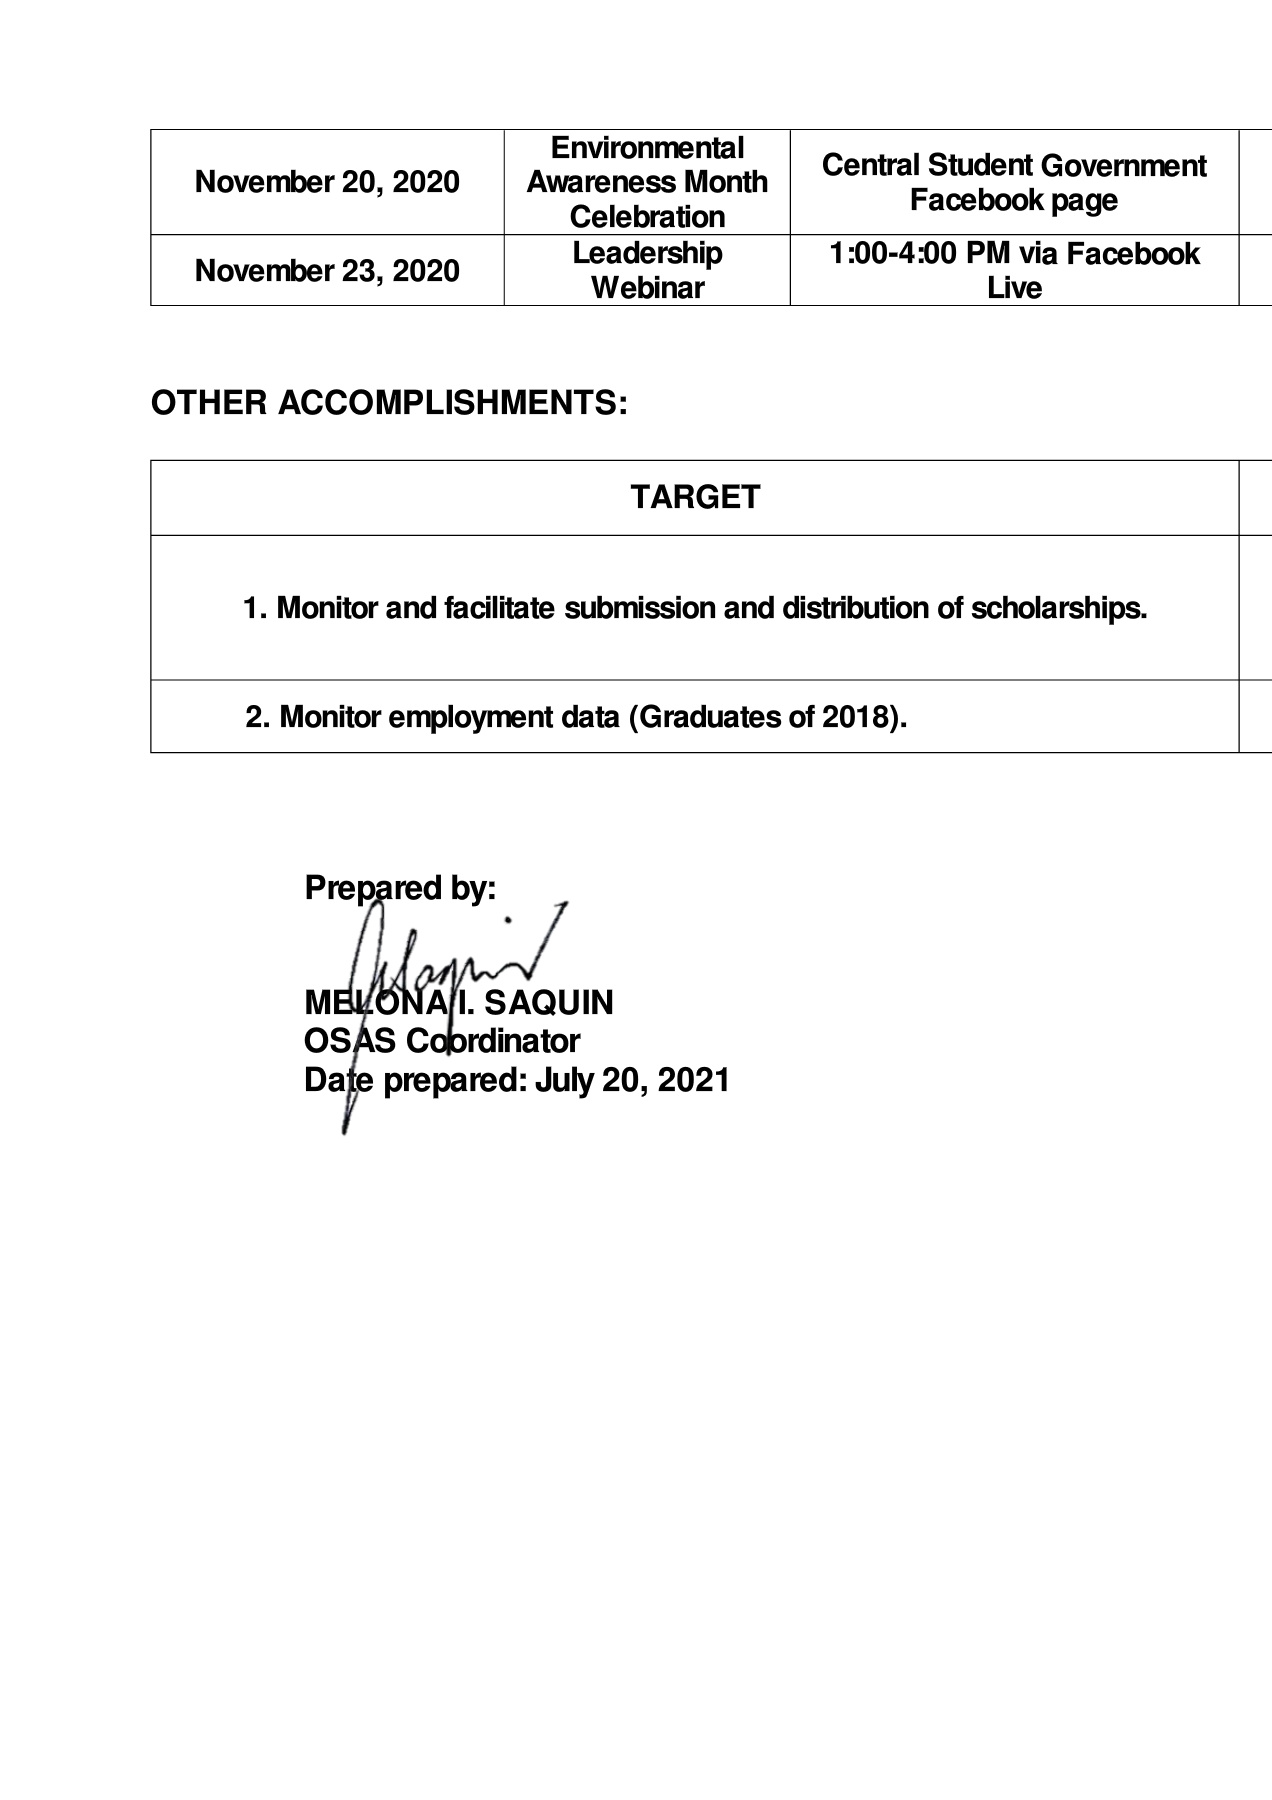 November 20, 2020
Environmental
Awareness Month
Celebration
Central Student Government
Facebook page
November 23, 2020
Leadership
Webinar
1:00-4:00 PM via Facebook
Live
OTHER ACCOMPLISHMENTS:
TARGET
1. Monitor and facilitate submission and distribution of scholarships.
2. Monitor employment data (Graduates of 2018).
Prepared by:
MELONA I. SAQUIN
OSAS Coordinator
Date prepared: July 20, 2021